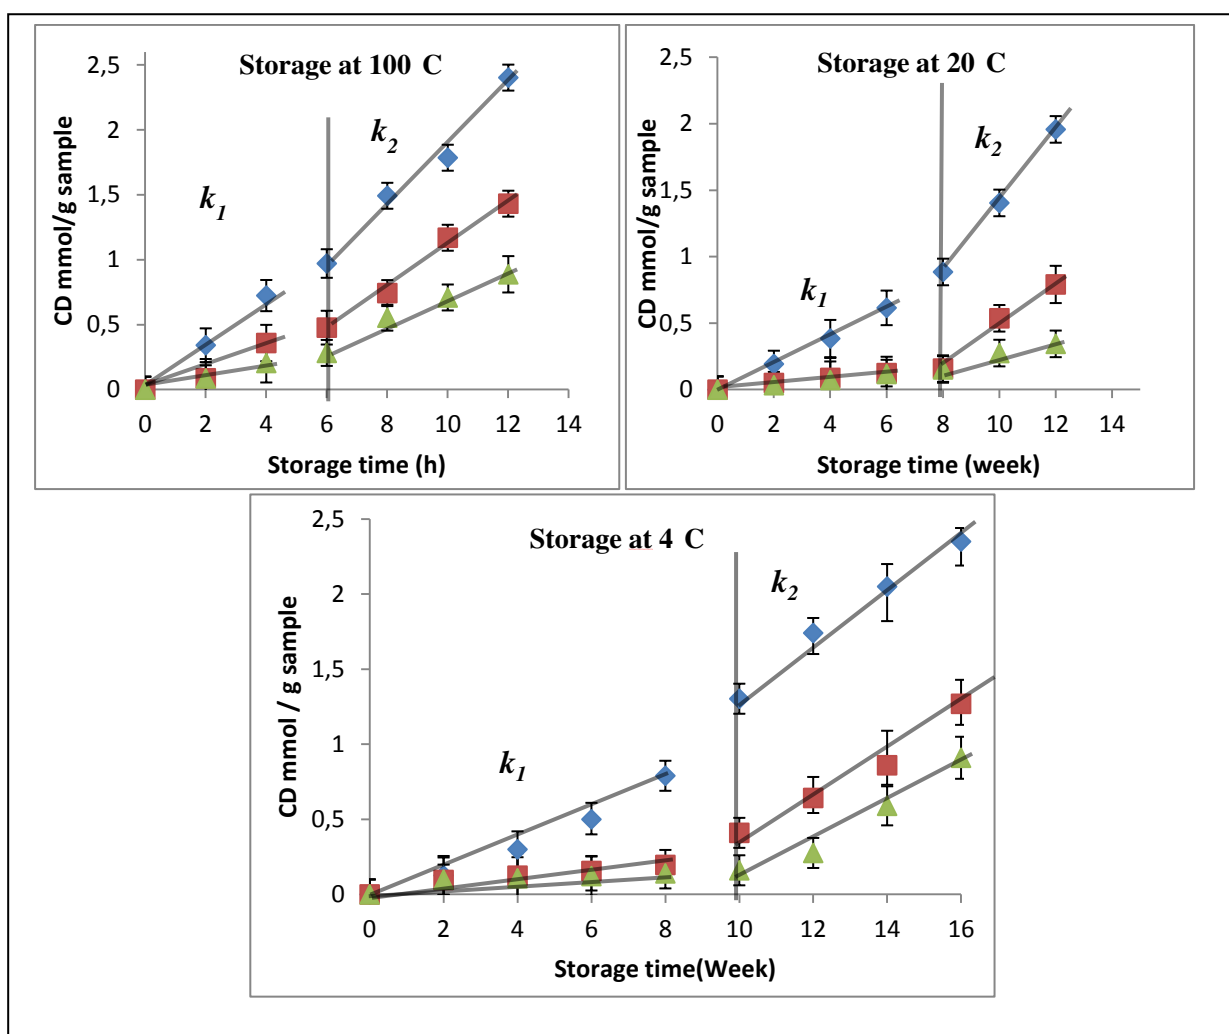 Storage at 100 C
CD mmol/g sample
2,5
2
1,5
1
0,5
0
k1
k2
0 2 4 6 8 10 12 14
Storage time (h)
Storage at 20 C
CD mmol/g sample
2,5
2
1,5
1
0,5
0
k1
k2
0 2 4 6 8 10 12 14
Storage time (week)
Storage at 4 C
CD mmol / g sample
2,5
2
1,5
1
0,5
0
k1
k2
0 2 4 6 8 10 12 14 16
Storage time(Week)